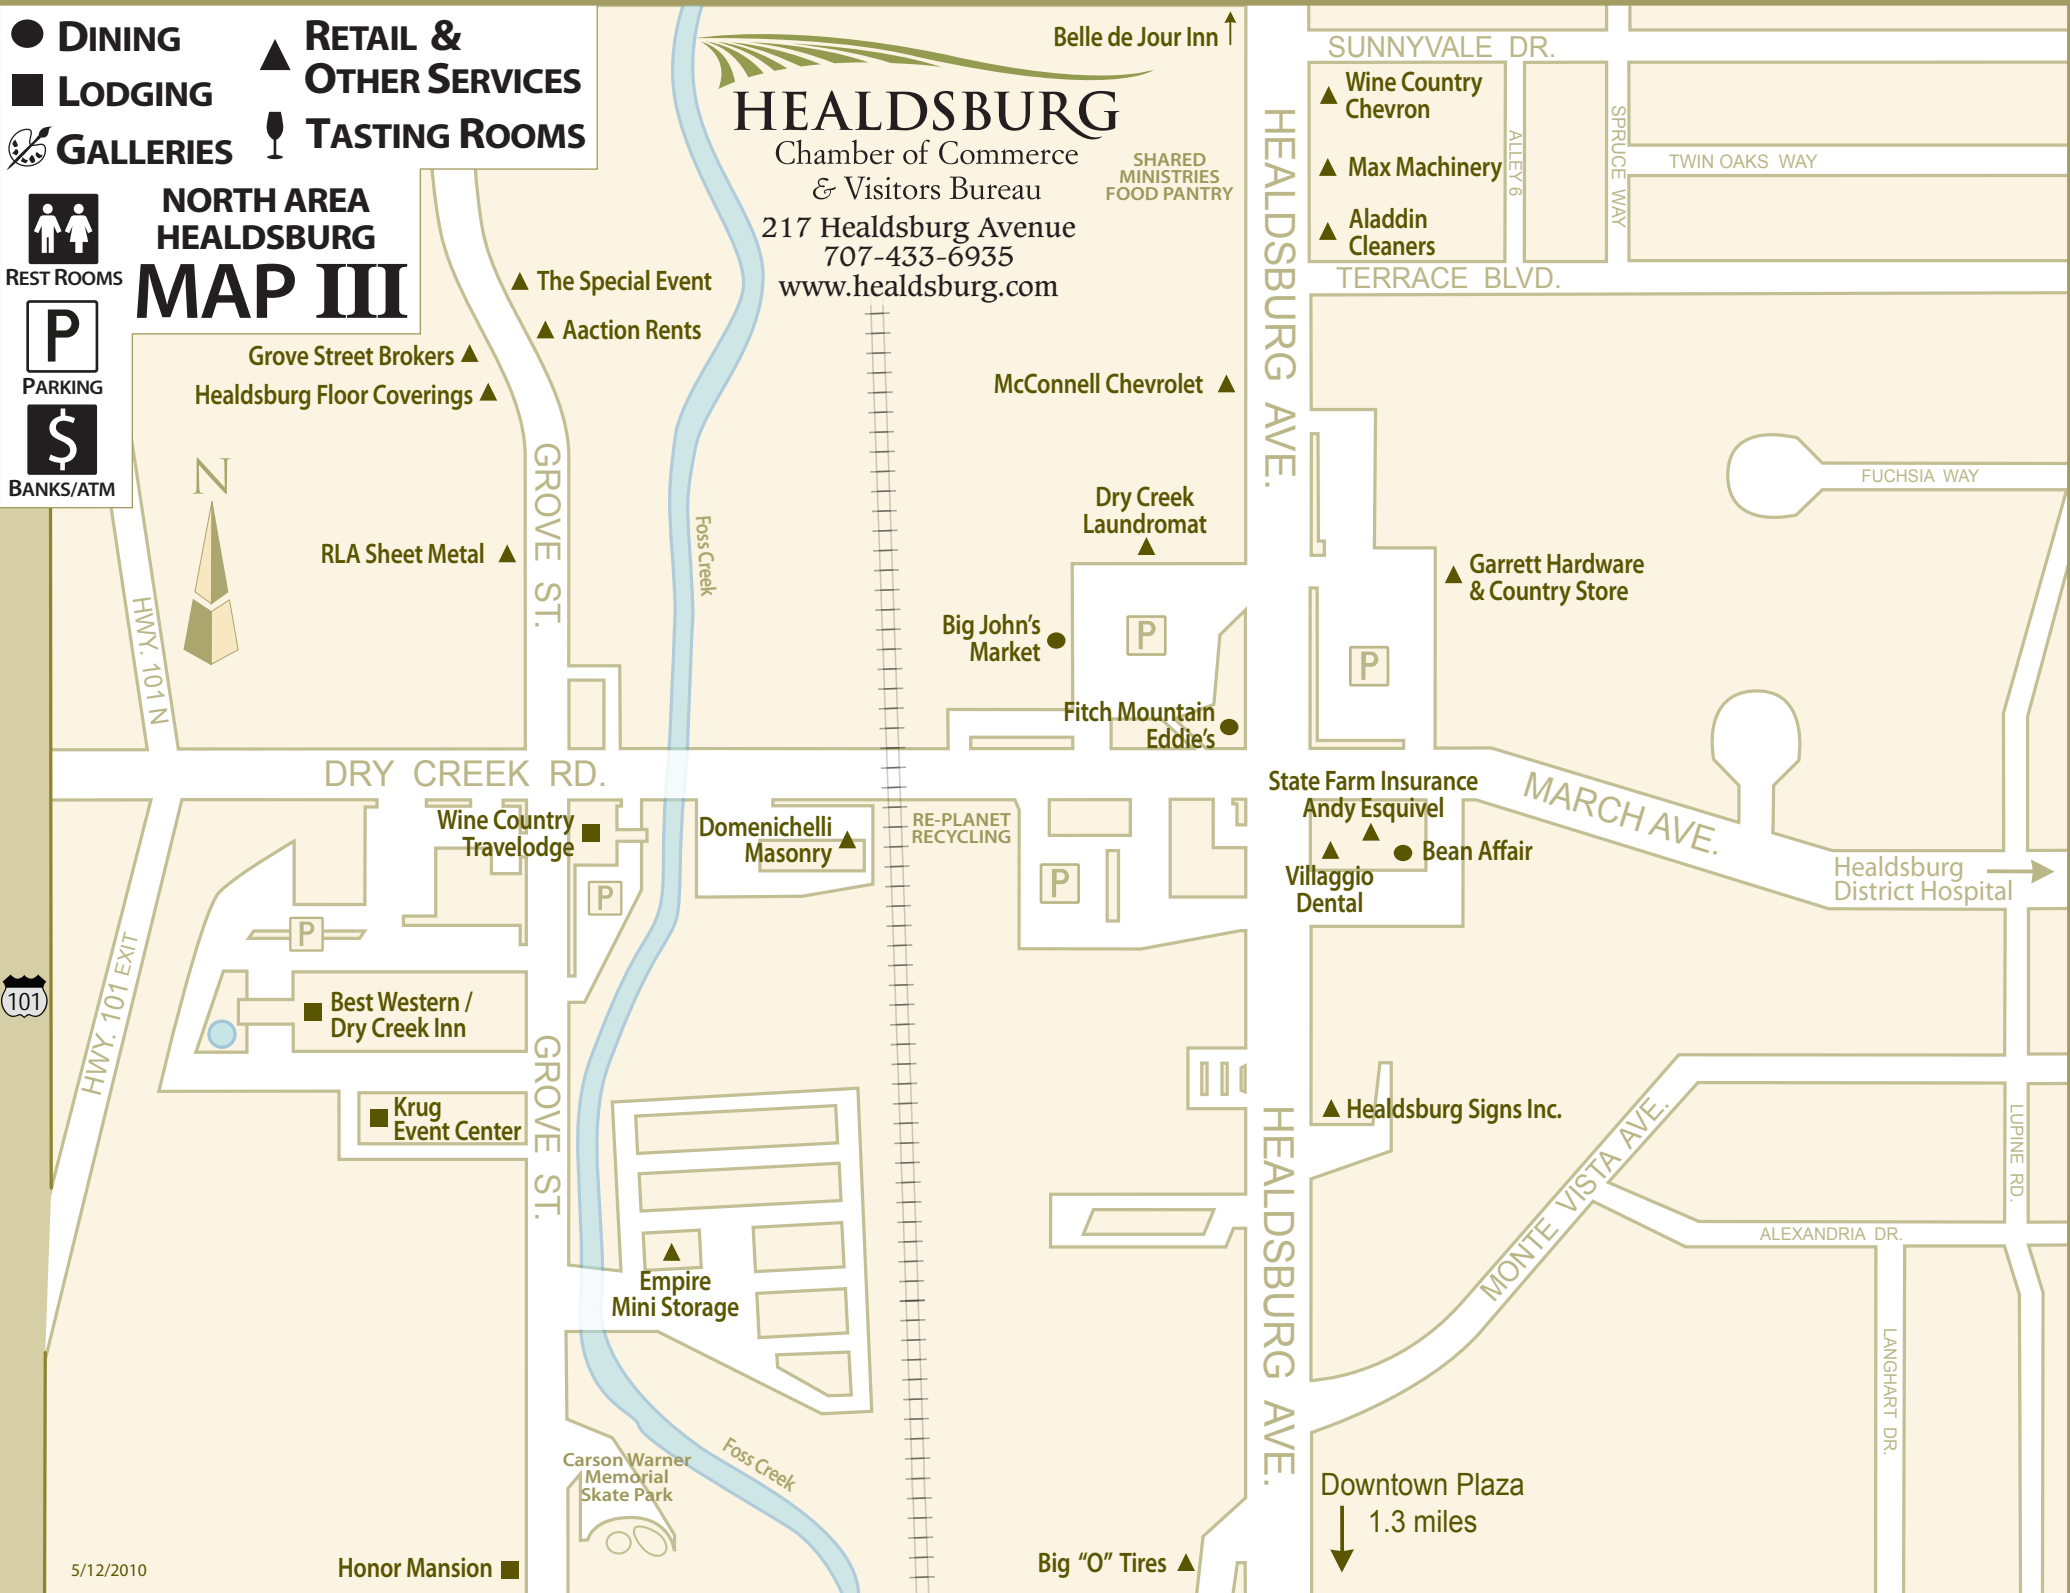 DINING
LODGING
GALLERIES
RETAIL &
OTHER SERVICES
TASTING ROOMS
REST ROOMS
P
PARKING
$
BANKS/ATM
NORTH AREA
HEALDSBURG
MAP III
HEALDSBURG
Chamber of Commerce
& Visitors Bureau
217 Healdsburg Avenue
707-433-6935
www.healdsburg.com
Belle de Jour Inn
SHARED
MINISTRIES
FOOD PANTRY
SUNNYVALE DR.
Wine Country
Chevron
Max Machinery
Aladdin
Cleaners
ALLEY 6
SPRUCE WAY
TWIN OAKS WAY
TERRACE BLVD.
HEALDSBURG AVE.
The Special Event
Aaction Rents
Grove Street Brokers
Healdsburg Floor Coverings
McConnell Chevrolet
N
GROVE ST.
FUCHSIA WAY
Dry Creek
Laundromat
RLA Sheet Metal
Foss Creek
Garrett Hardware
& Country Store
HWY. 101 N
Big John's
Market
P
P
Fitch Mountain
Eddie's
DRY CREEK RD.
State Farm Insurance
Andy Esquivel
MARCH AVE.
Wine Country
Travelodge
Domenichelli
Masonry
RE-PLANET
RECYCLING
Bean Affair
Villaggio
Dental
Healdsburg
District Hospital
P
P
P
HWY. 101 EXIT
101
Best Western /
Dry Creek Inn
GROVE ST.
Krug
Event Center
Healdsburg Signs Inc.
HEALDSBURG AVE.
MONTE VISTA AVE.
LUPINE RD.
ALEXANDRIA DR.
LANGHART DR.
Empire
Mini Storage
Foss Creek
Carson Warner
Memorial
Skate Park
Downtown Plaza
1.3 miles
5/12/2010
Honor Mansion
Big "O" Tires